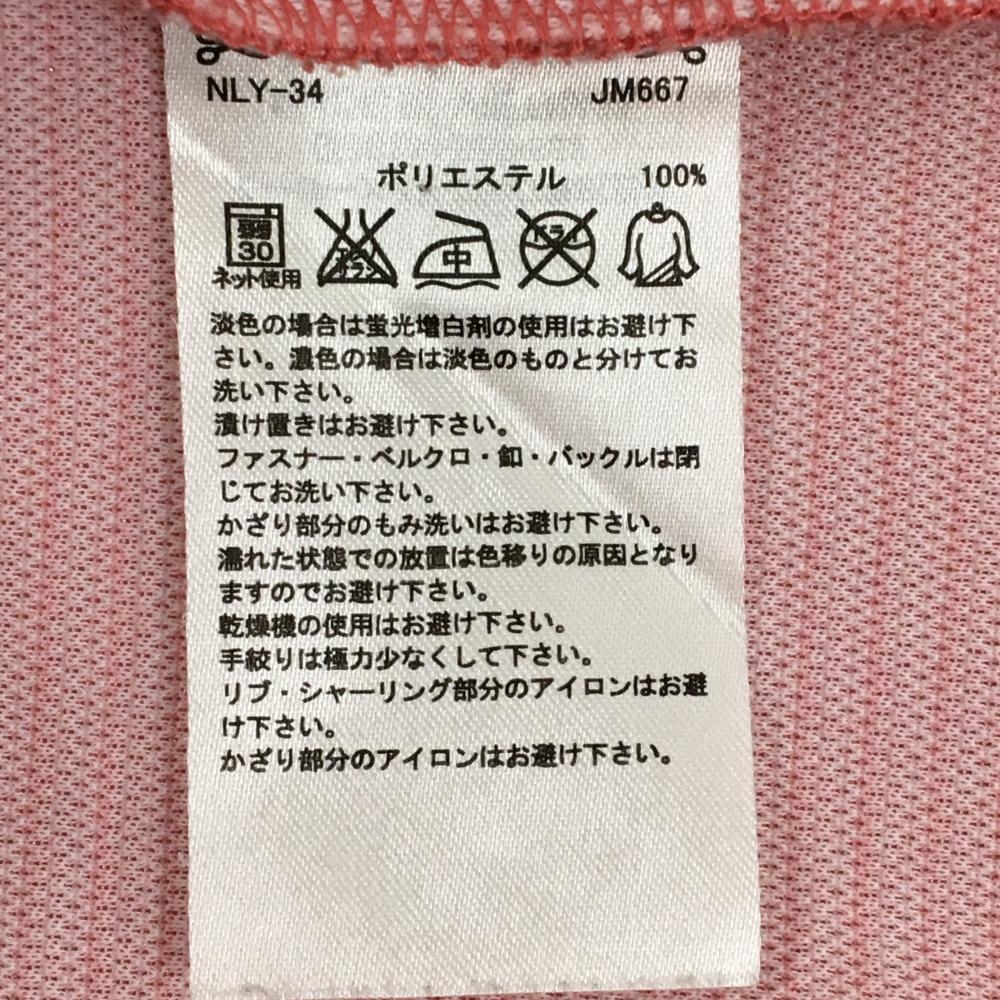 NLY-34 JM667
ポリエステル 100%
弱 30 エンソ サラシ 中 ドライ
ネット使用
淡色の場合は蛍光増白剤の使用はお避け下
さい。濃色の場合は淡色のものと分けてお
洗い下さい。
漬け置きはお避け下さい。
ファスナー・ベルクロ・釦・バックルは閉
じてお洗い下さい。
かざり部分のもみ洗いはお避け下さい。
濡れた状態での放置は色移りの原因となり
ますのでお避け下さい。
乾燥機の使用はお避け下さい。
手絞りは極力少なくして下さい。
リブ・シャーリング部分のアイロンはお避
け下さい。
かざり部分のアイロンはお避け下さい。